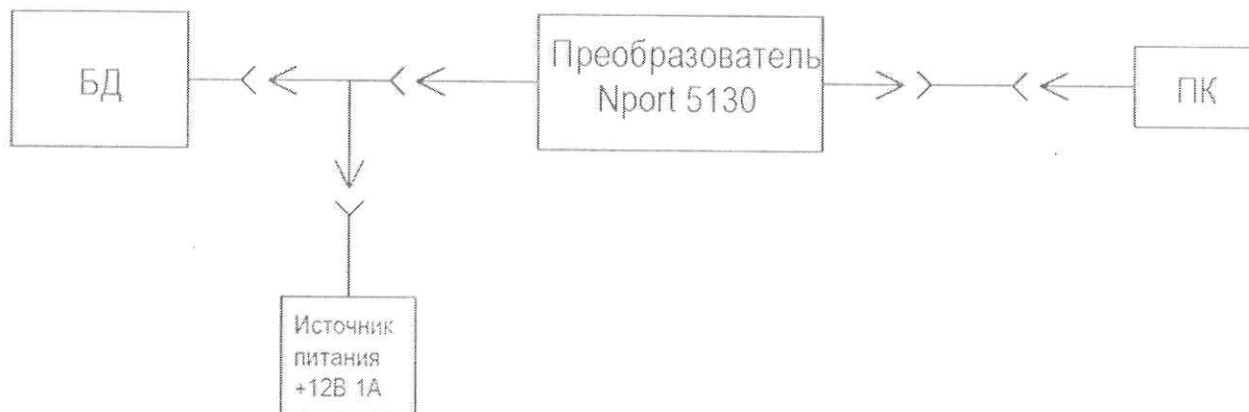 БД
Преобразователь
Nport 5130
ПК
Источник
питания
+12В 1А